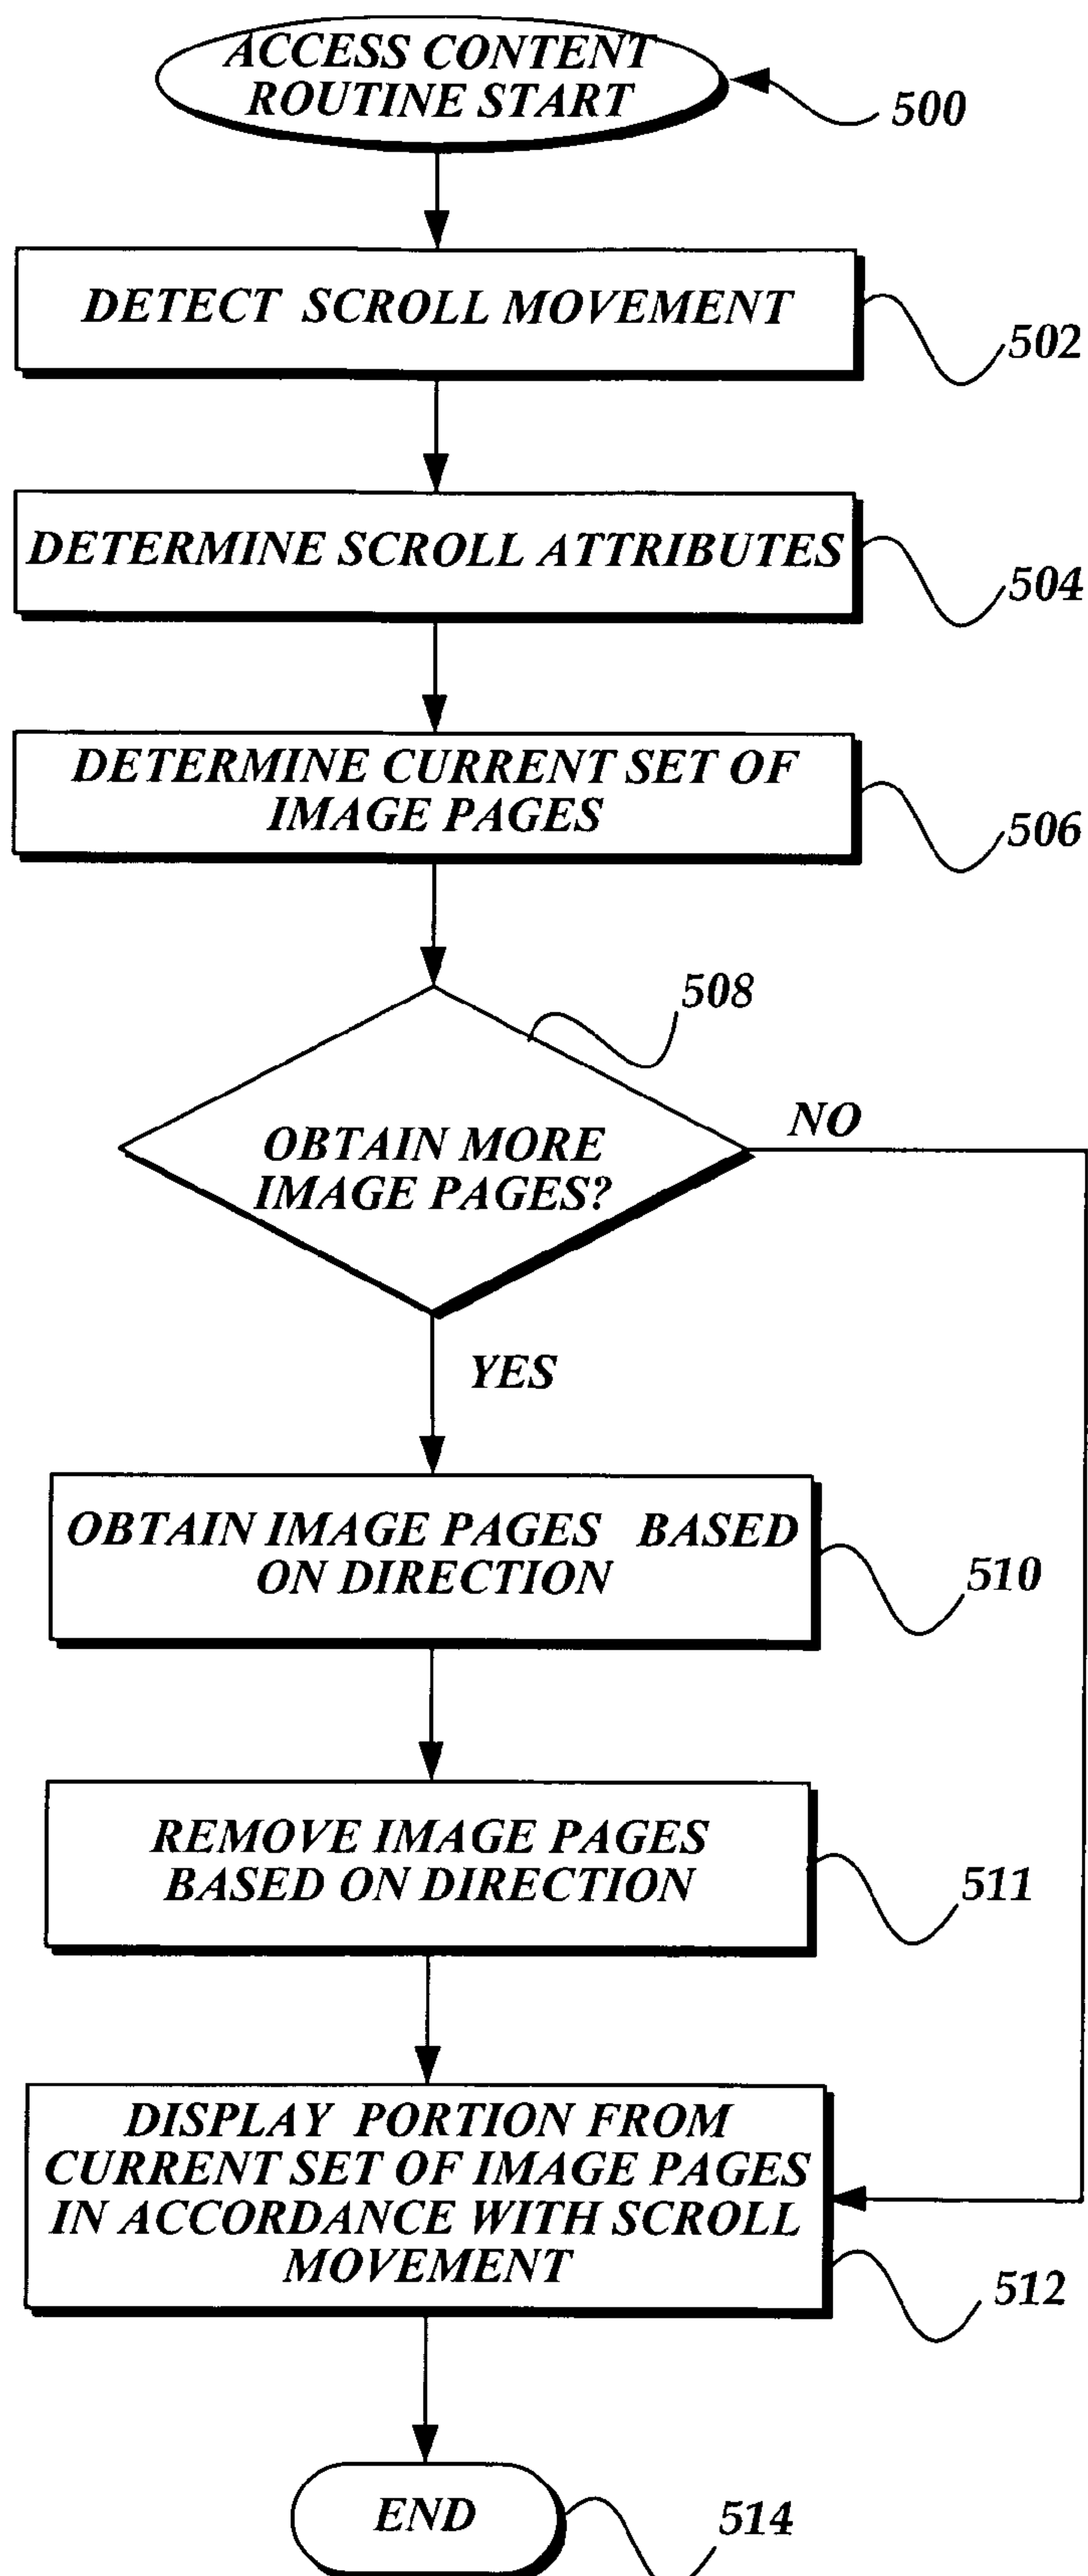 ACCESS CONTENT
ROUTINE START
500
DETECT SCROLL MOVEMENT
502
DETERMINE SCROLL ATTRIBUTES
504
DETERMINE CURRENT SET OF
IMAGE PAGES
506
508
OBTAIN MORE
IMAGE PAGES?
NO
YES
OBTAIN IMAGE PAGES BASED
ON DIRECTION
510
REMOVE IMAGE PAGES
BASED ON DIRECTION
511
DISPLAY PORTION FROM
CURRENT SET OF IMAGE PAGES
IN ACCORDANCE WITH SCROLL
MOVEMENT
512
END
514